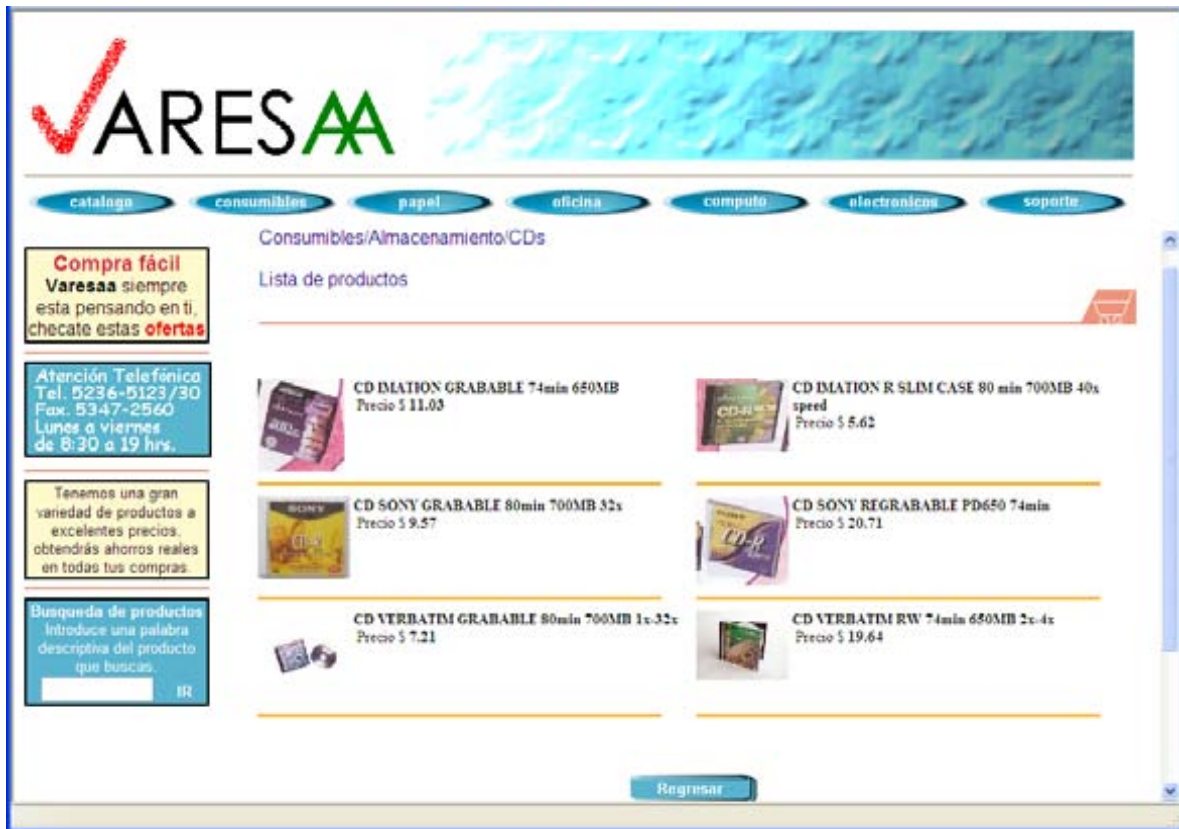 VARESAA
catalogo consumibles papel oficina computo electronicos soporte
Compra fácil
Varesaa siempre
esta pensando en ti,
checate estas ofertas
Atención Telefónica
Tel. 5236-5123/30
Fax. 5347-2560
Lunes a viernes
de 8:30 a 19 hrs.
Tenemos una gran
variedad de productos a
excelentes precios,
obtendrás ahorros reales
en todas tus compras.
Busqueda de productos
Introduce una palabra
descriptiva del producto
que buscas.
IR
Consumibles/Almacenamiento/CDs
Lista de productos
CD IMATION GRABABLE 74min 650MB
Precio $ 11.03
CD IMATION R SLIM CASE 80 min 700MB 40x
speed
Precio $ 5.62
CD SONY GRABABLE 80min 700MB 32x
Precio $ 9.57
SONY
CD SONY REGRABABLE PD650 74min
Precio $ 20.71
CD-R
CD VERBATIM GRABABLE 80min 700MB 1x-32x
Precio $ 7.21
CD VERBATIM RW 74min 650MB 2x-4x
Precio $ 19.64
Regresar